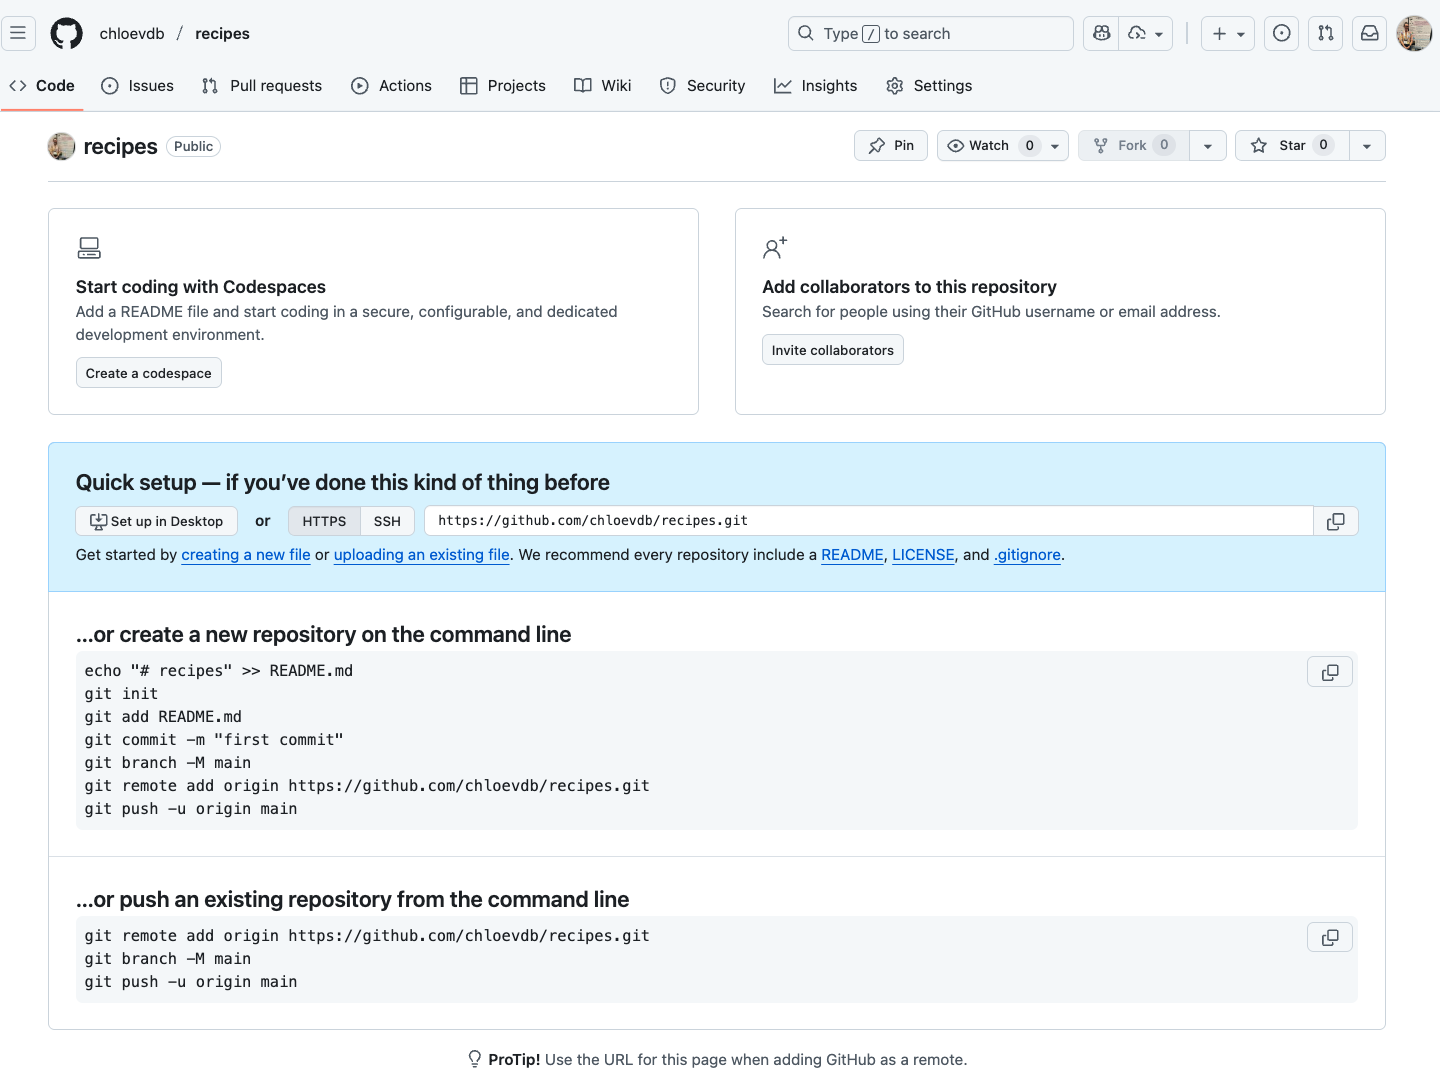 chloevdb / recipes
Type / to search
Code Issues Pull requests Actions Projects Wiki Security Insights Settings
recipes Public
Pin Watch 0 Fork 0 Star 0
Start coding with Codespaces
Add a README file and start coding in a secure, configurable, and dedicated
development environment.
Create a codespace
Add collaborators to this repository
Search for people using their GitHub username or email address.
Invite collaborators
Quick setup — if you’ve done this kind of thing before
Set up in Desktop or HTTPS SSH https://github.com/chloevdb/recipes.git
Get started by creating a new file or uploading an existing file. We recommend every repository include a README, LICENSE, and .gitignore.
...or create a new repository on the command line
echo "# recipes" >> README.md
git init
git add README.md
git commit -m "first commit"
git branch -M main
git remote add origin https://github.com/chloevdb/recipes.git
git push -u origin main
...or push an existing repository from the command line
git remote add origin https://github.com/chloevdb/recipes.git
git branch -M main
git push -u origin main
ProTip! Use the URL for this page when adding GitHub as a remote.